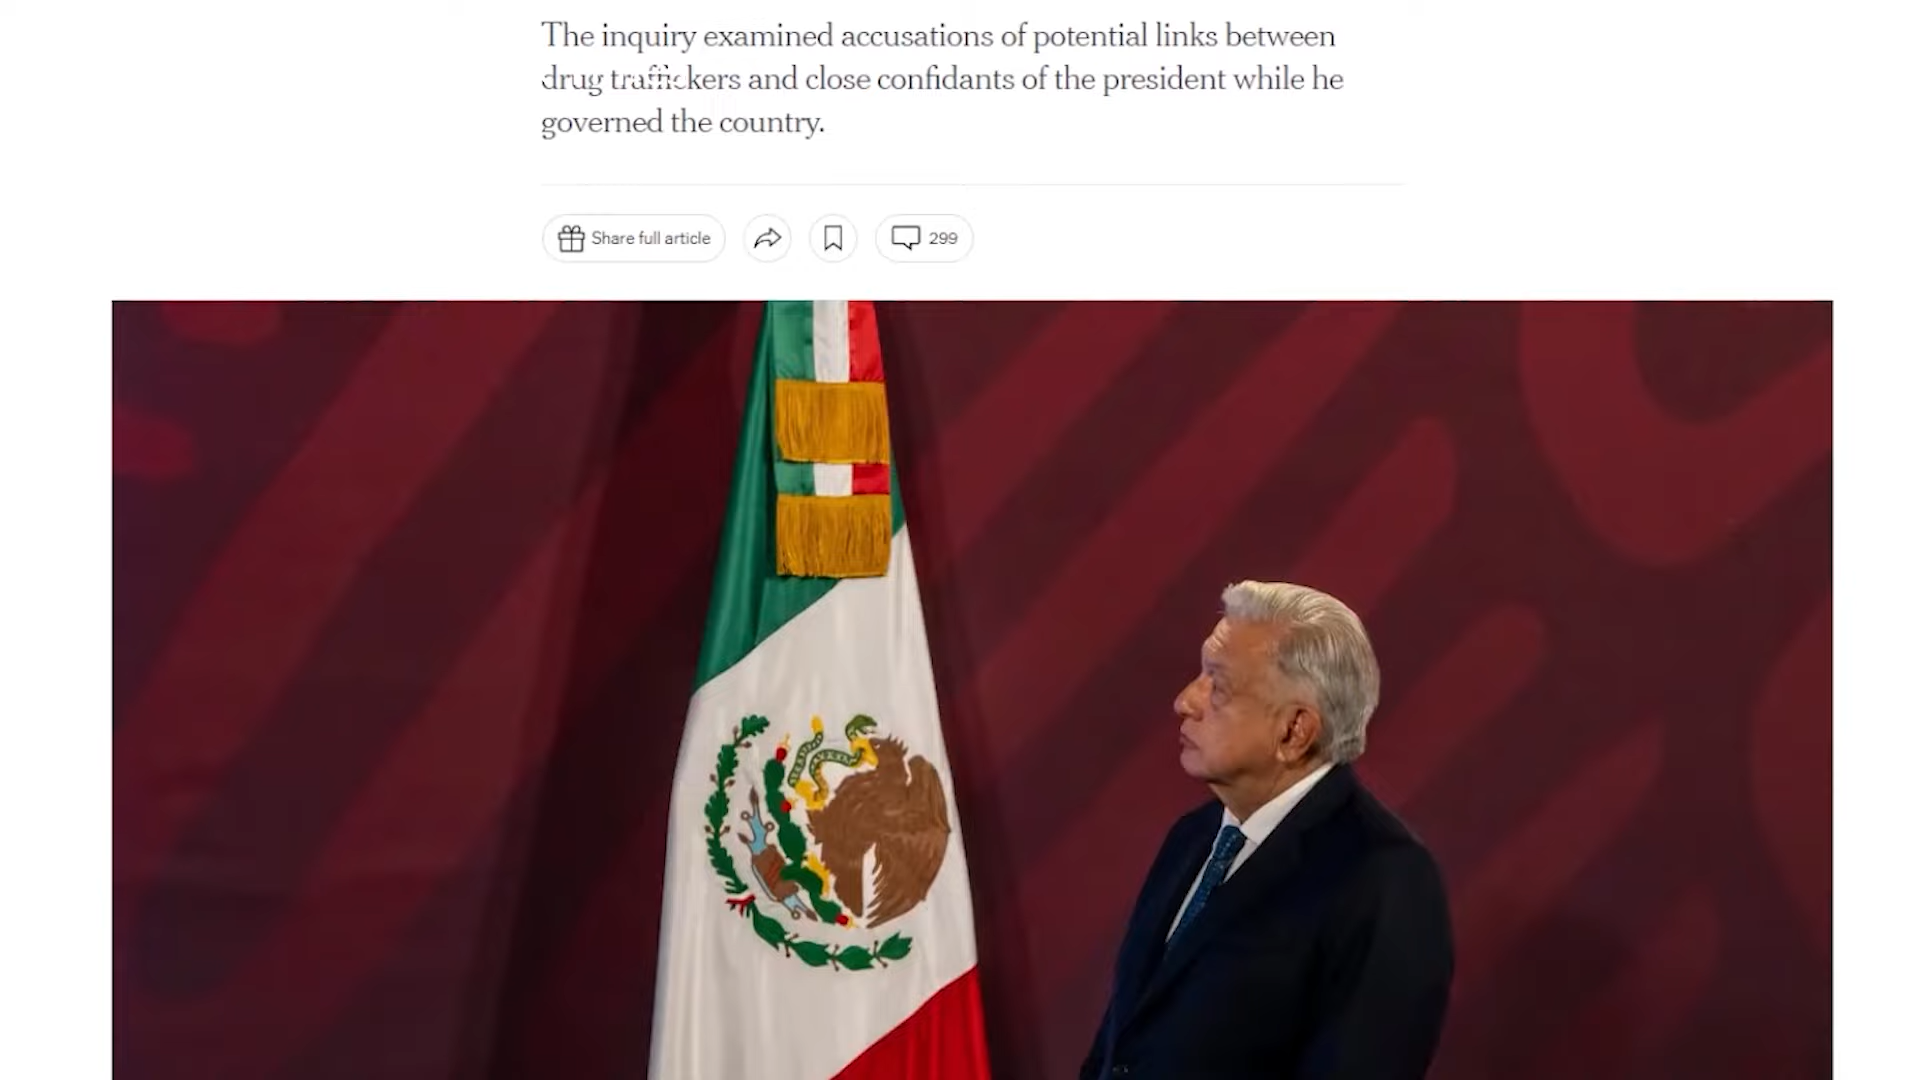 The inquiry examined accusations of potential links between
drug traffickers and close confidants of the president while he
governed the country.
Share full article
299